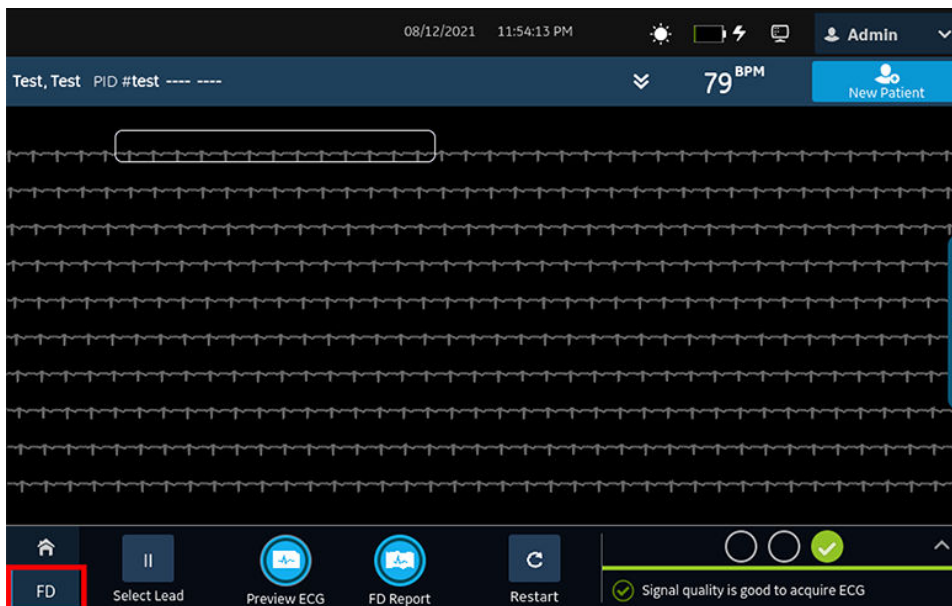 08/12/2021 11:54:13 PM
Admin
Test, Test PID #test ---- ----
79 BPM
New Patient
FD
II
Select Lead
Preview ECG
FD Report
Restart
Signal quality is good to acquire ECG